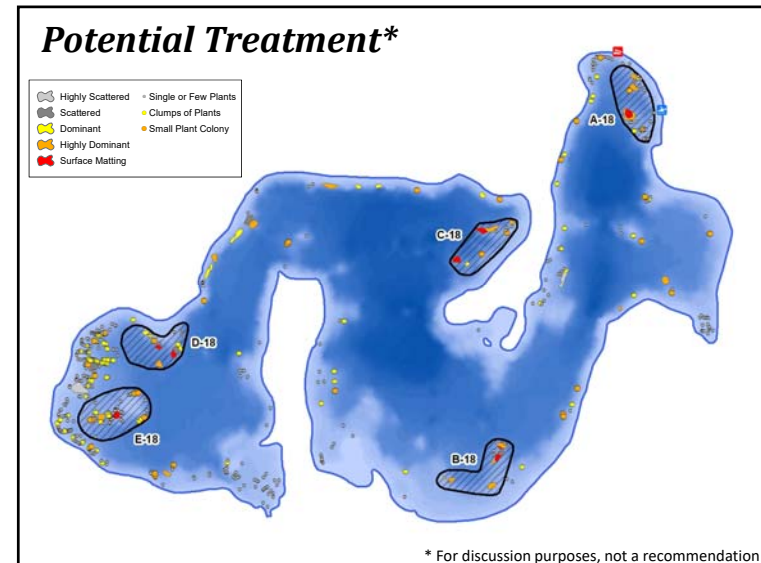 Potential Treatment*
Highly Scattered
Scattered
Dominant
Highly Dominant
Surface Matting
Single or Few Plants
Clumps of Plants
Small Plant Colony
A-18
C-18
D-18
E-18
B-18
* For discussion purposes, not a recommendation